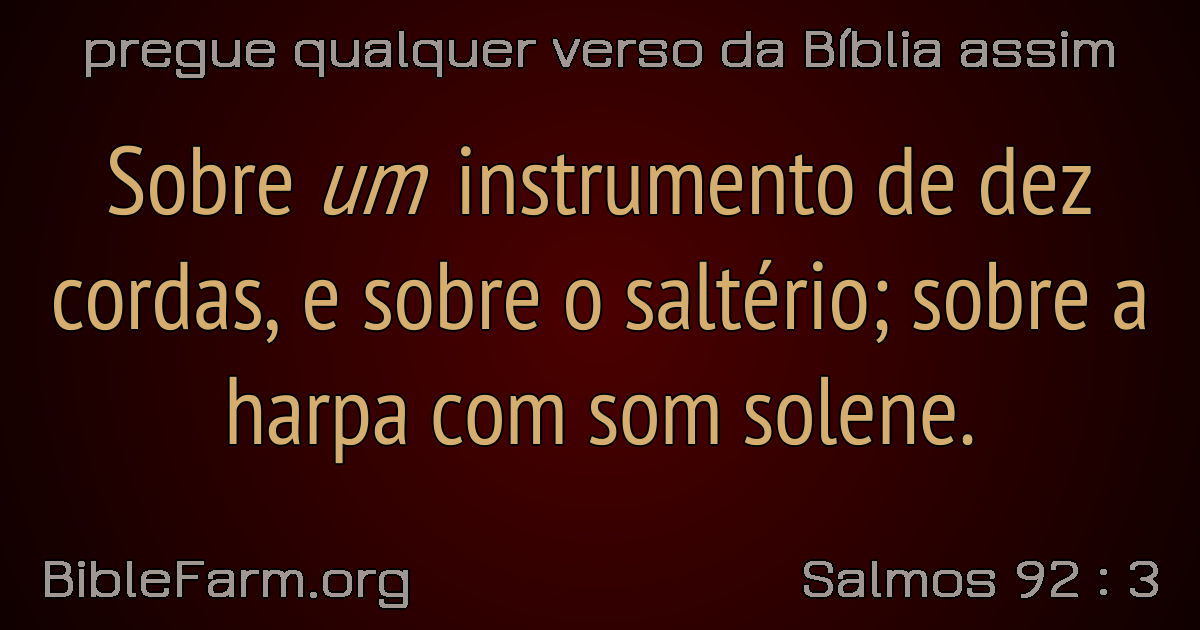 pregue qualquer verso da Bíblia assim
Sobre um instrumento de dez
cordas, e sobre o saltério; sobre a
harpa com som solene.
BibleFarm.org
Salmos 92 : 3